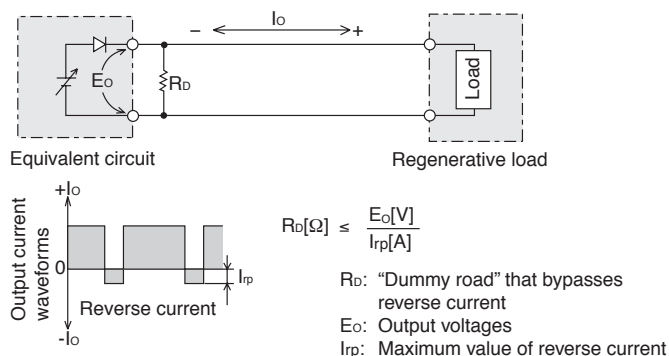 − Io +
Eo
RD
Load
Equivalent circuit
Regenerative load
+Io
Output current
waveforms
0
-Io
Irp
Reverse current
RD[Ω] ≤ Eo[V]
Irp[A]
RD: “Dummy road” that bypasses
reverse current
Eo: Output voltages
Irp: Maximum value of reverse current